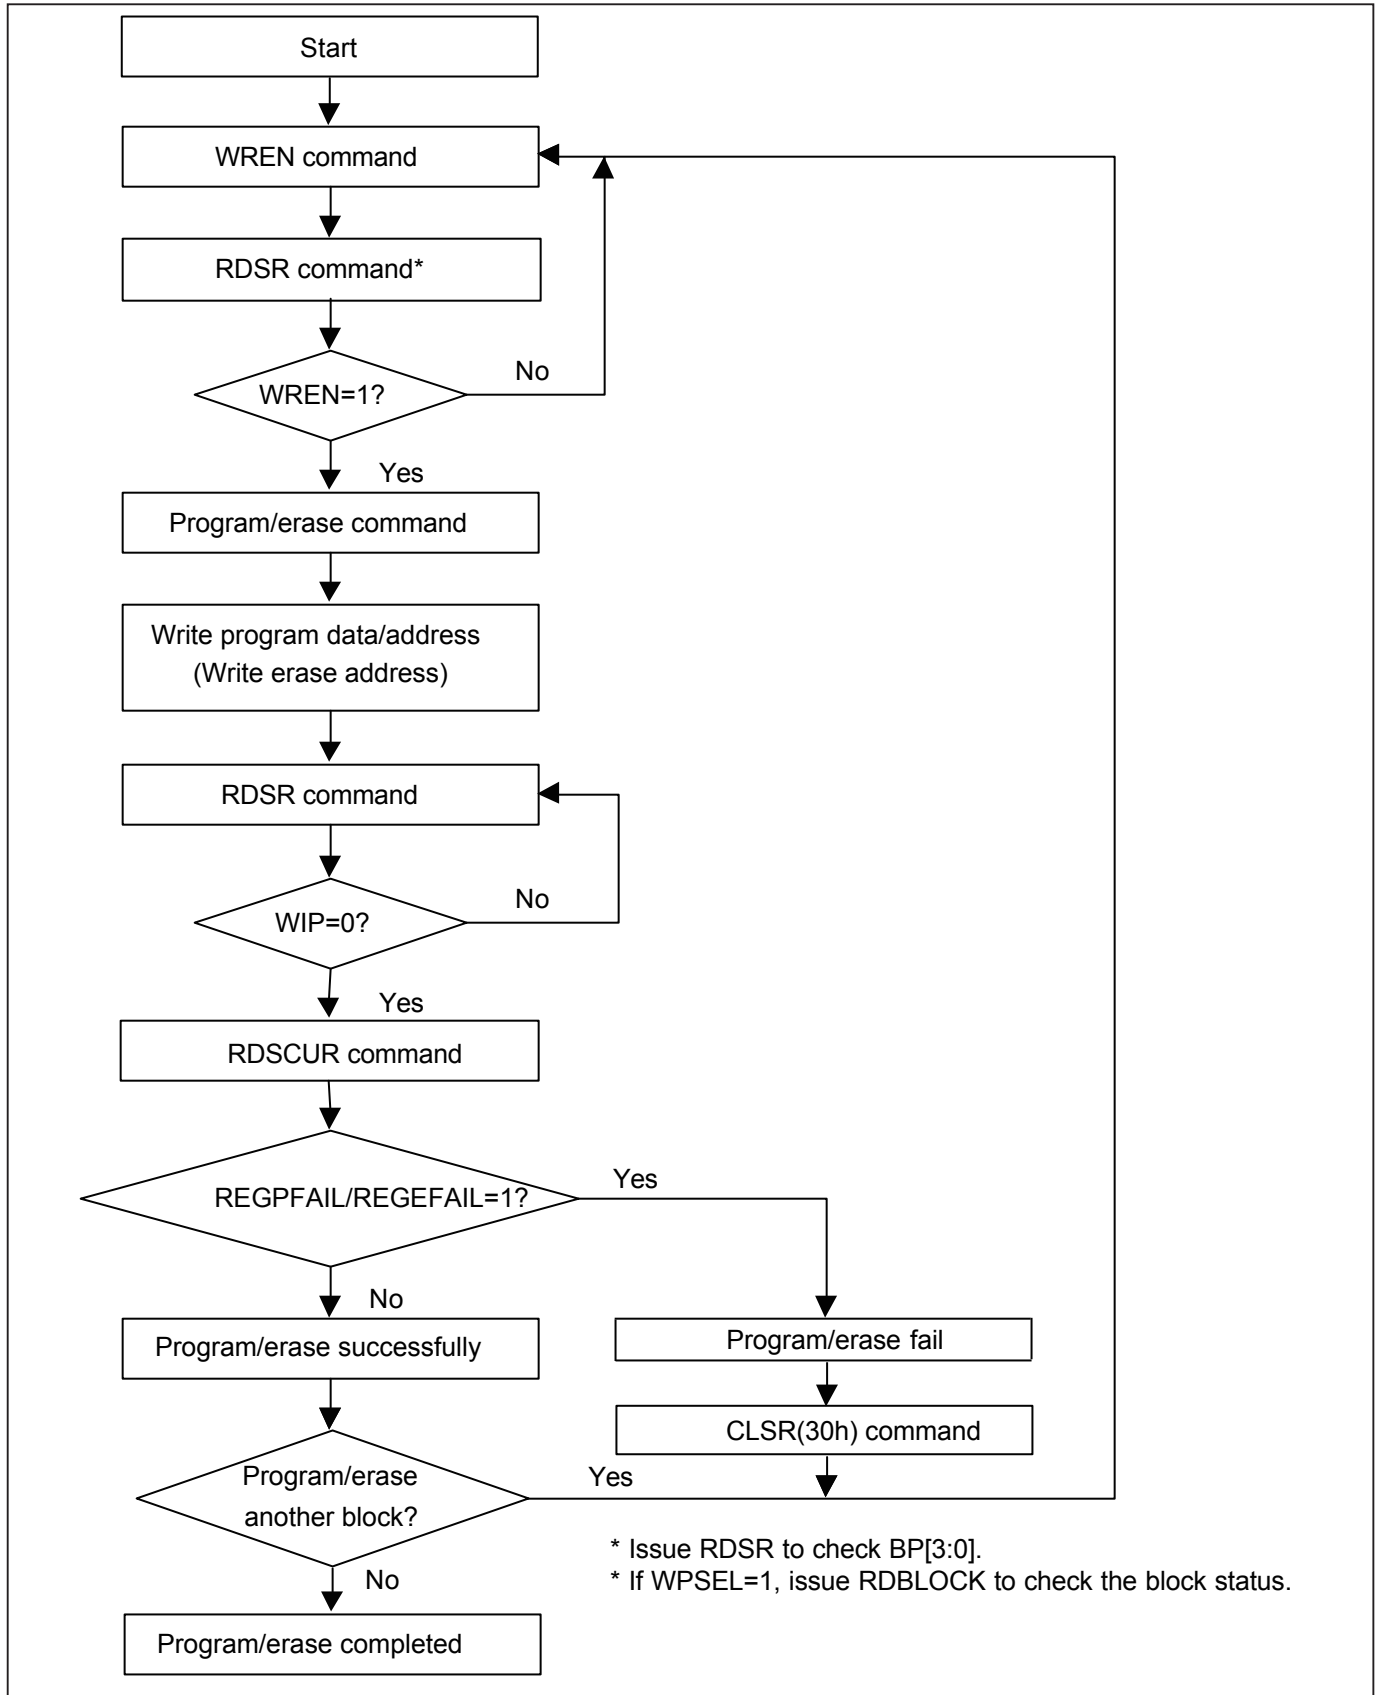 Start
WREN command
RDSR command*
WREN=1?
No
Yes
Program/erase command
Write program data/address
(Write erase address)
RDSR command
WIP=0?
No
Yes
RDSCUR command
REGPFAIL/REGEFAIL=1?
Yes
No
Program/erase successfully
Program/erase fail
CLSR(30h) command
Program/erase
another block?
Yes
No
* Issue RDSR to check BP[3:0].
* If WPSEL=1, issue RDBLOCK to check the block status.
Program/erase completed